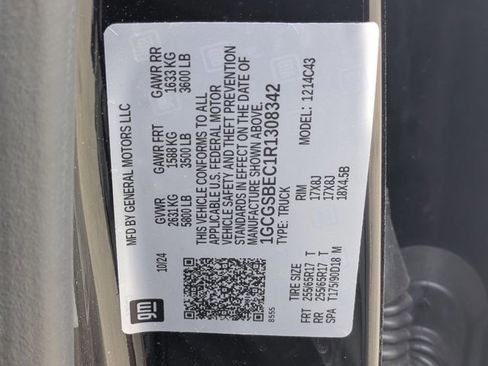 gm
MFD BY GENERAL MOTORS LLC
10/24
GVWR
2631 KG
5800 LB
GAWR FRT
1588 KG
3500 LB
GAWR RR
1633 KG
3600 LB
THIS VEHICLE CONFORMS TO ALL
APPLICABLE U.S. FEDERAL MOTOR
VEHICLE SAFETY AND THEFT PREVENTION
STANDARDS IN EFFECT ON THE DATE OF
MANUFACTURE SHOWN ABOVE.
1GCGSBEC1R1308342
TYPE: TRUCK
MODEL: 1214C43
8555
TIRE SIZE RIM
FRT 255/65R17 T 17X8J
RR 255/65R17 T 17X8J
SPA T175/90D18 M 18X4.5B